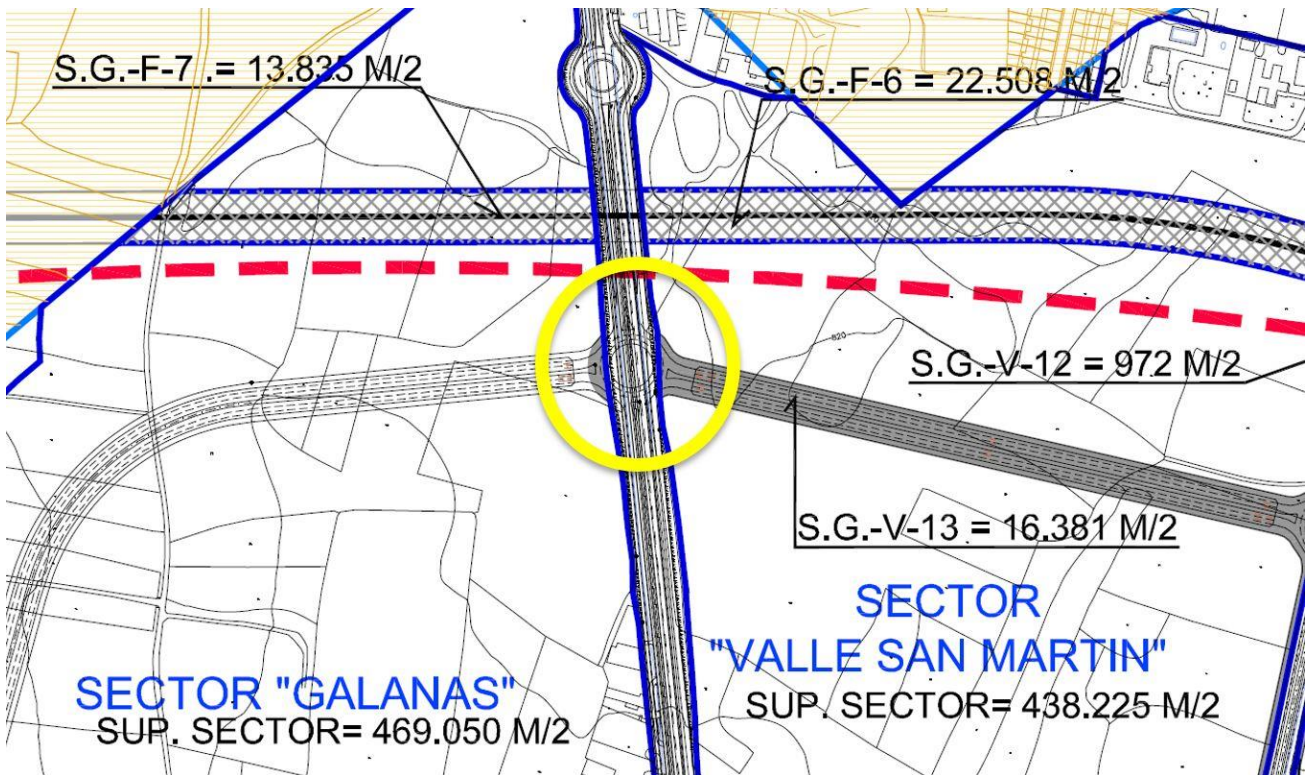 S.G.-F-7 .= 13.835 M/2
S.G.-F-6 = 22.508 M/2
820
S.G.-V-12 = 972 M/2
S.G.-V-13 = 16.381 M/2
SECTOR
"VALLE SAN MARTIN"
SUP. SECTOR= 438.225 M/2
SECTOR "GALANAS"
SUP. SECTOR= 469.050 M/2